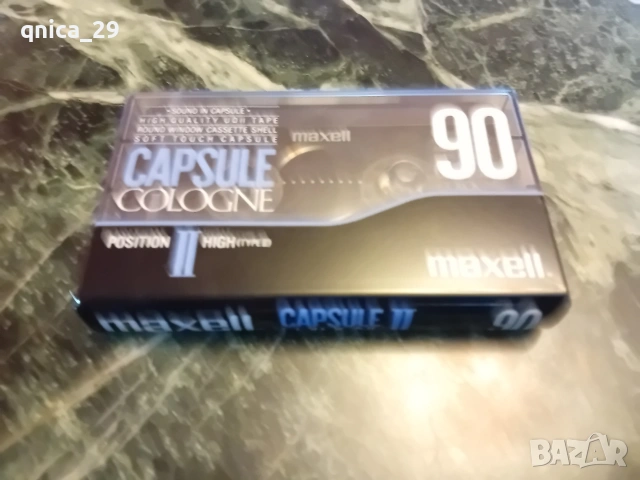 qnica_29
• SOUND IN CAPSULE •
HIGH QUALITY UDII TAPE
ROUND WINDOW CASSETTE SHELL
SOFT TOUCH CAPSULE
maxell
90
CAPSULE
COLOGNE
POSITION II HIGH (TYPE II)
maxell
maxell CAPSULE II 90
BAZAR